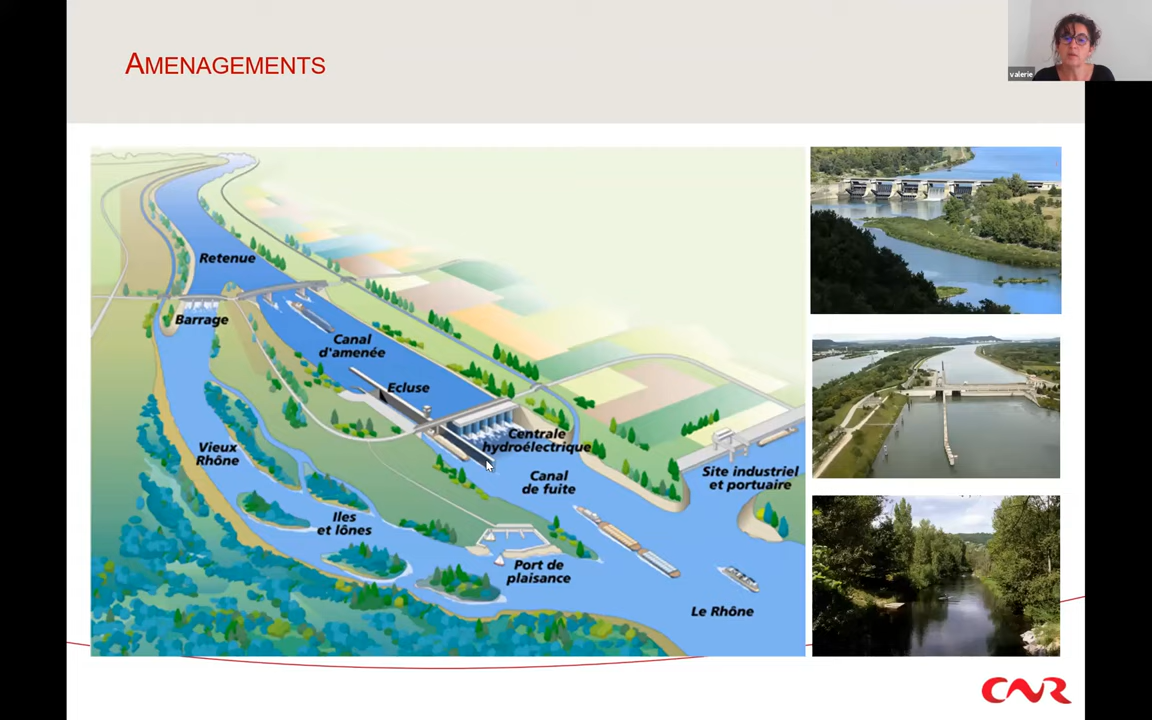 AMENAGEMENTS
valerie
Retenue
Barrage
Canal
d'amenée
Ecluse
Centrale
hydroélectrique
Vieux
Rhône
Canal
de fuite
Site industriel
et portuaire
Iles
et lônes
Port de
plaisance
Le Rhône
CNR